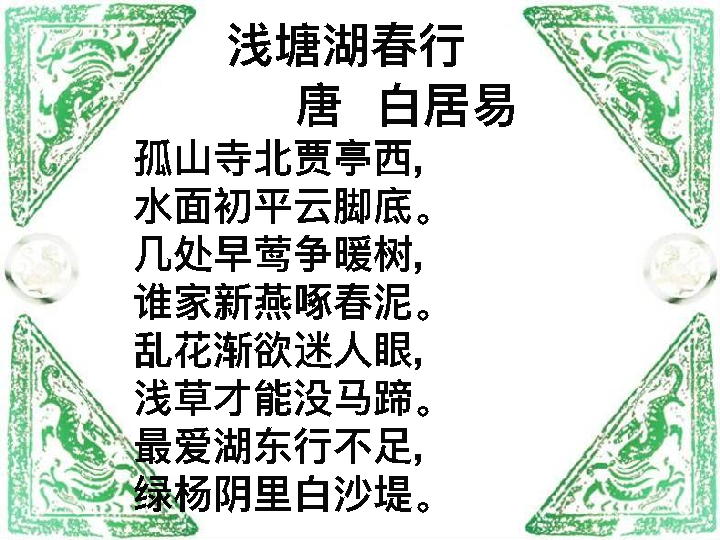 浅塘湖春行
唐 白居易
孤山寺北贾亭西,
水面初平云脚底。
几处早莺争暖树,
谁家新燕啄春泥。
乱花渐欲迷人眼,
浅草才能没马蹄。
最爱湖东行不足,
绿杨阴里白沙堤。